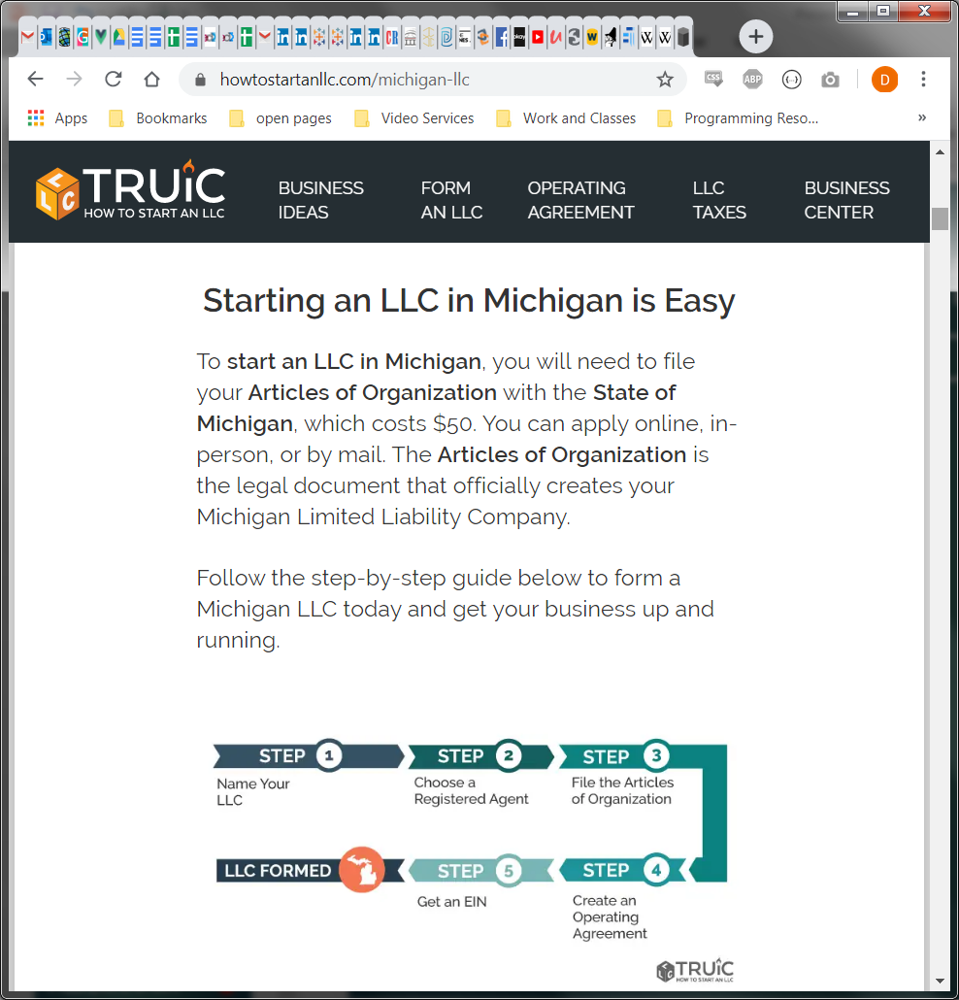 howtostartanllc.com/michigan-llc
CSS
ABP
D
Apps
Bookmarks
open pages
Video Services
Work and Classes
Programming Reso...
»
LLC
TRUiC
HOW TO START AN LLC
BUSINESS
IDEAS
FORM
AN LLC
OPERATING
AGREEMENT
LLC
TAXES
BUSINESS
CENTER
Starting an LLC in Michigan is Easy
To start an LLC in Michigan, you will need to file
your Articles of Organization with the State of
Michigan, which costs $50. You can apply online, in-
person, or by mail. The Articles of Organization is
the legal document that officially creates your
Michigan Limited Liability Company.
Follow the step-by-step guide below to form a
Michigan LLC today and get your business up and
running.
STEP 1
Name Your
LLC
STEP 2
Choose a
Registered Agent
STEP 3
File the Articles
of Organization
LLC FORMED
STEP 5
Get an EIN
STEP 4
Create an
Operating
Agreement
TRUiC
HOW TO START AN LLC